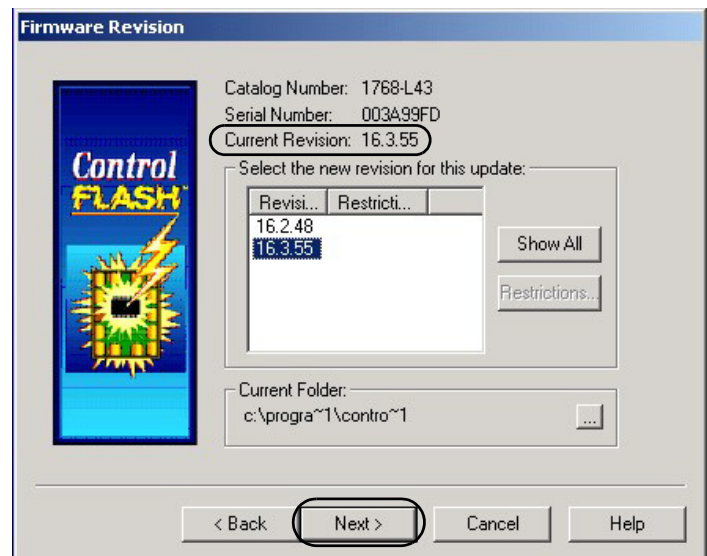 Firmware Revision
Control
FLASH
Catalog Number: 1768-L43
Serial Number: 003A99FD
Current Revision: 16.3.55
Select the new revision for this update:
Revisi... Restricti...
16.2.48
16.3.55
Show All
Restrictions...
Current Folder:
c:\progra~1\contro~1
...
< Back Next > Cancel Help